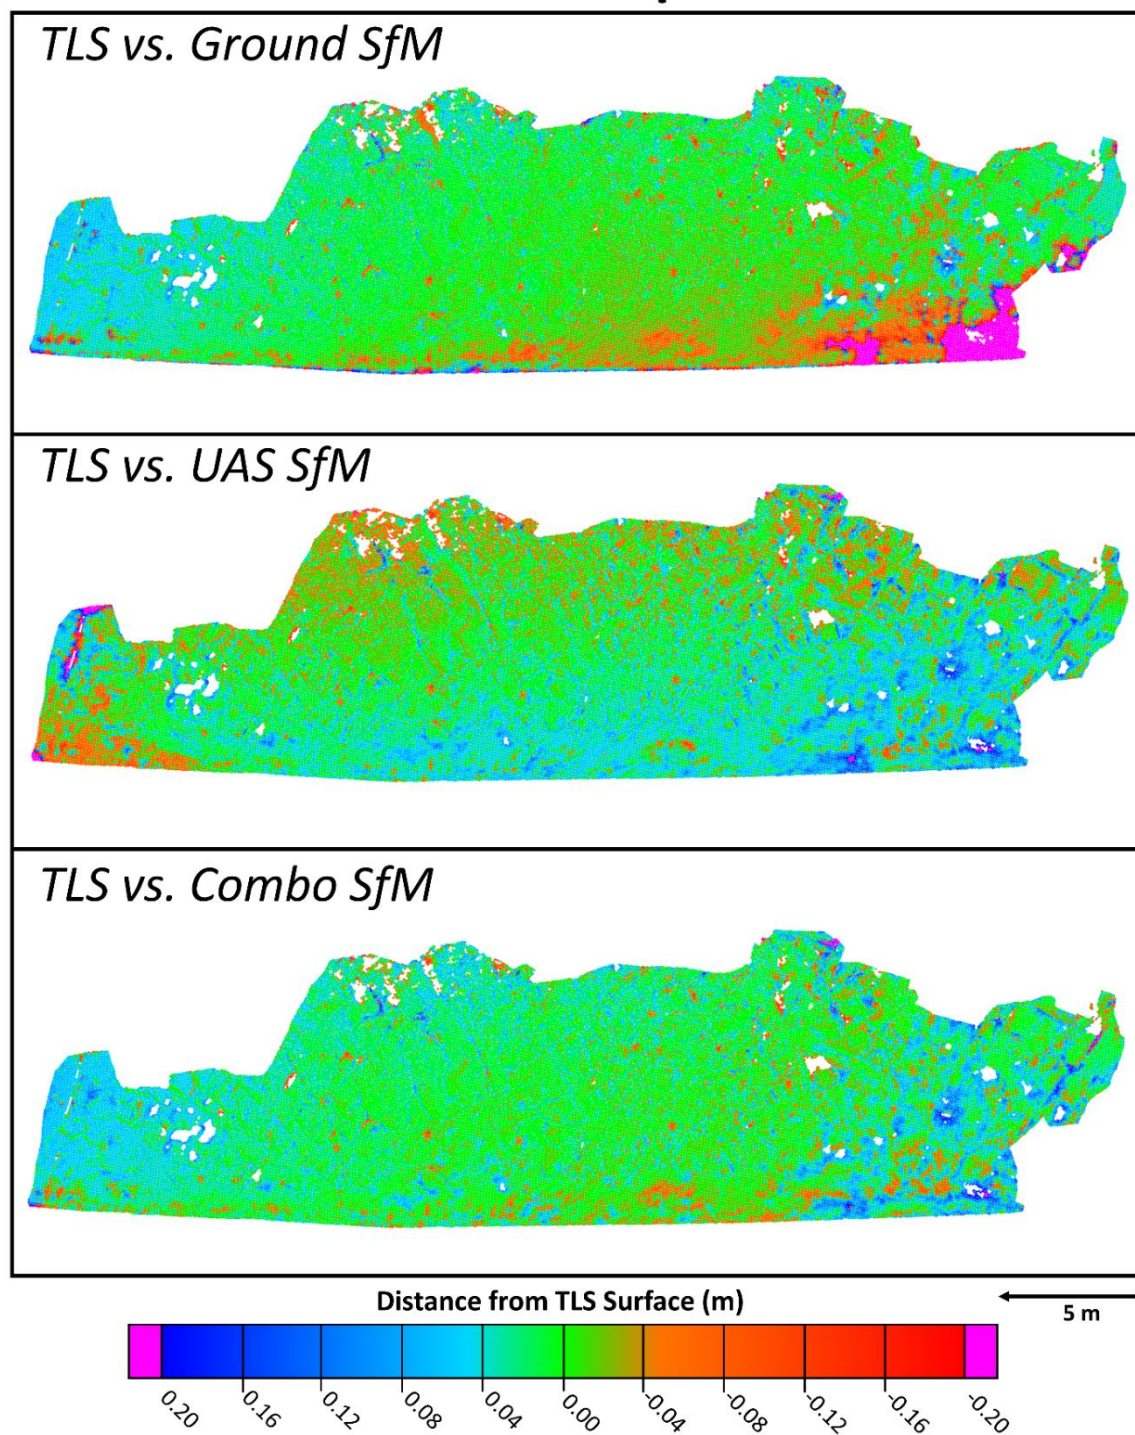 TLS vs. Ground SfM
TLS vs. UAS SfM
TLS vs. Combo SfM
Distance from TLS Surface (m)
5 m
0.20
0.16
0.12
0.08
0.04
0.00
-0.04
-0.08
-0.12
-0.16
-0.20